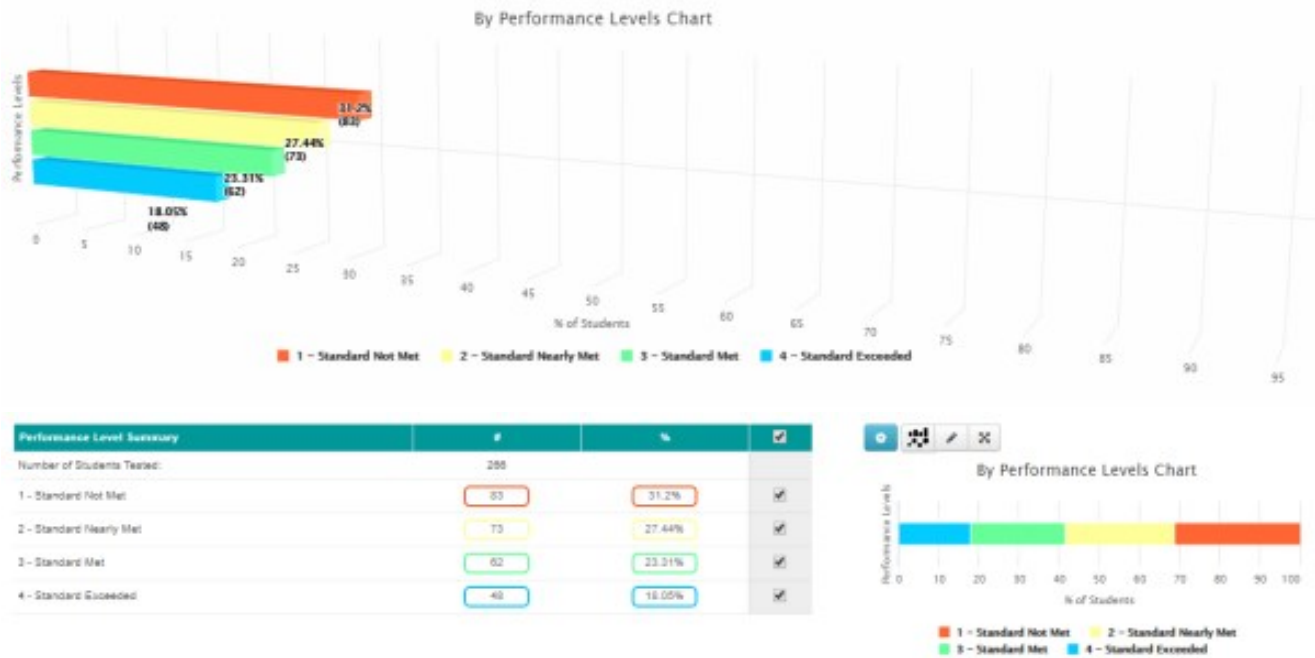 By Performance Levels Chart
Performance Levels
31.2%
(83)
27.44%
(73)
23.31%
(62)
18.05%
(48)
0 5 10 15 20 25 30 35 40 45 50 55 60 65 70 75 80 85 90 95
% of Students
1 - Standard Not Met 2 - Standard Nearly Met 3 - Standard Met 4 - Standard Exceeded
Performance Level Summary # %
Number of Students Tested: 266
1 - Standard Not Met 83 31.2%
2 - Standard Nearly Met 73 27.44%
3 - Standard Met 62 23.31%
4 - Standard Exceeded 48 18.05%
By Performance Levels Chart
Performance Levels
0 10 20 30 40 50 60 70 80 90 100
% of Students
1 - Standard Not Met 2 - Standard Nearly Met
3 - Standard Met 4 - Standard Exceeded